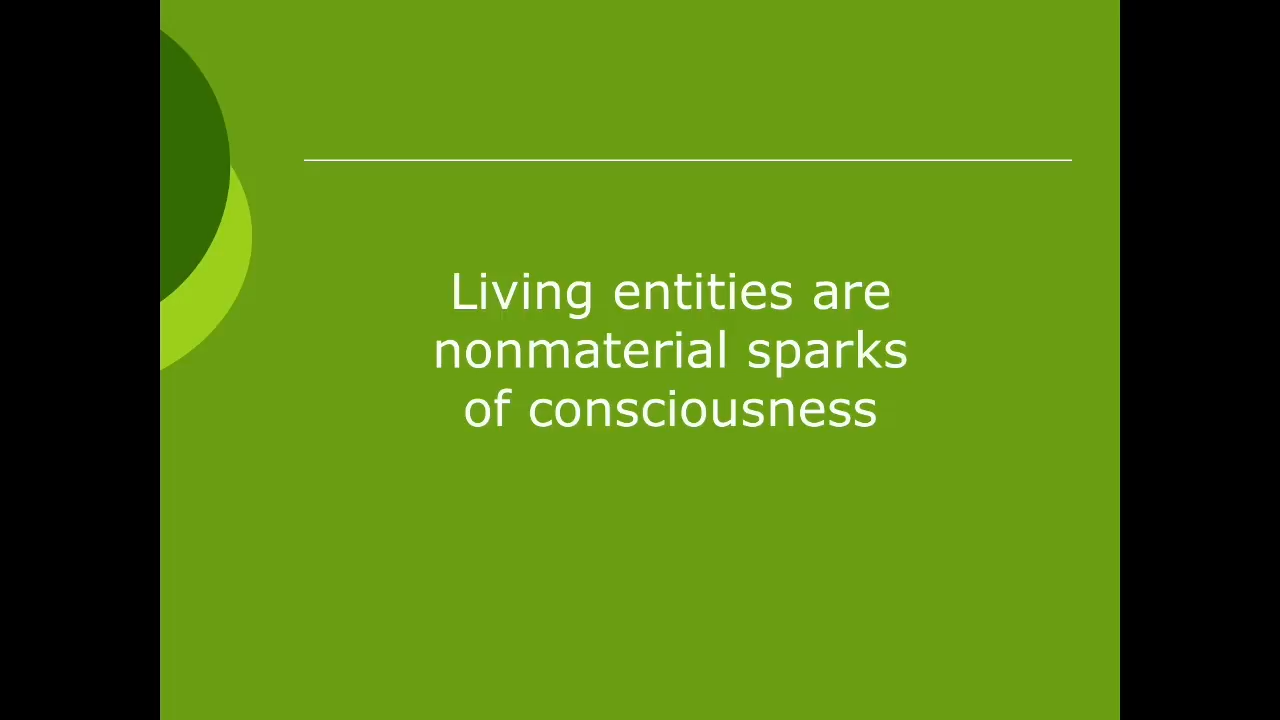 Living entities are
nonmaterial sparks
of consciousness